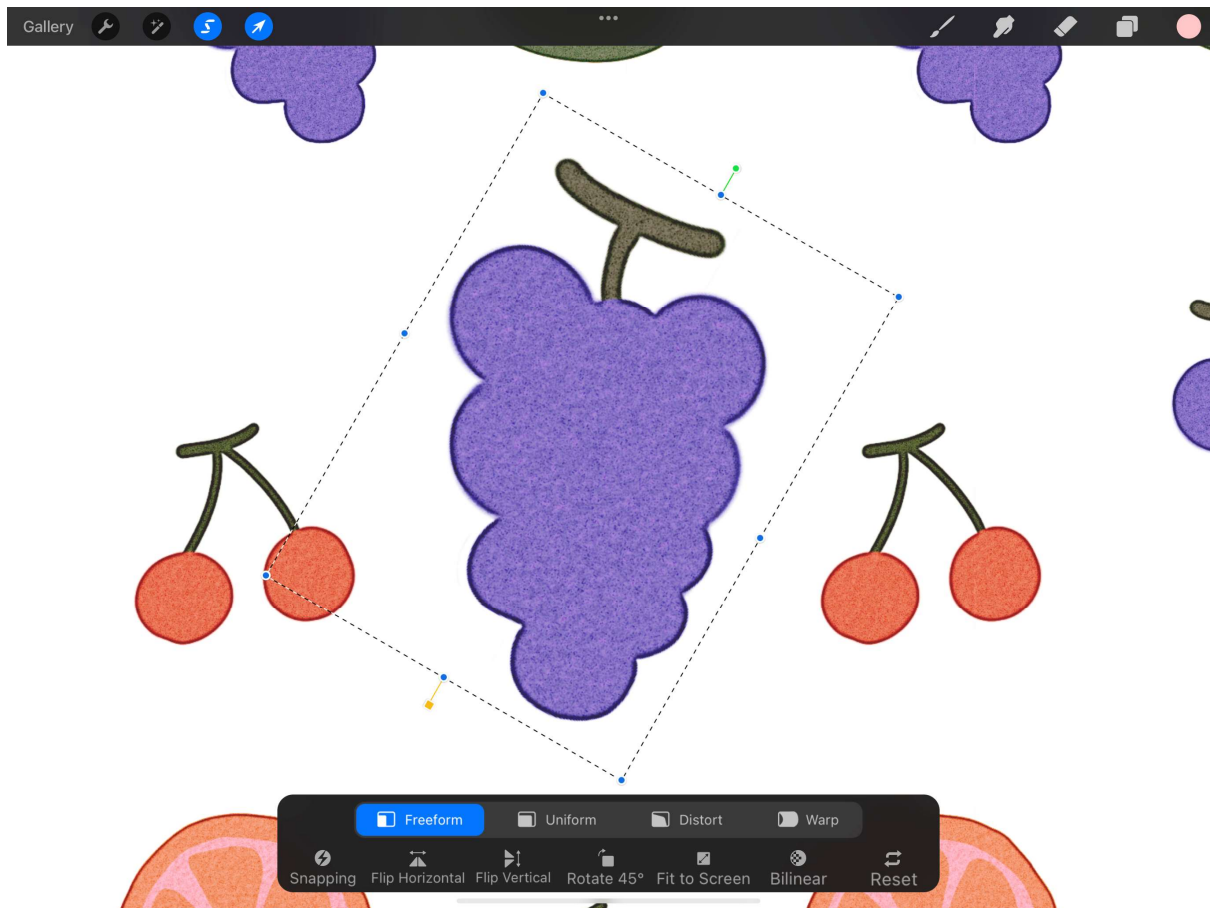 Gallery
Freeform Uniform Distort Warp
Snapping Flip Horizontal Flip Vertical Rotate 45° Fit to Screen Bilinear Reset